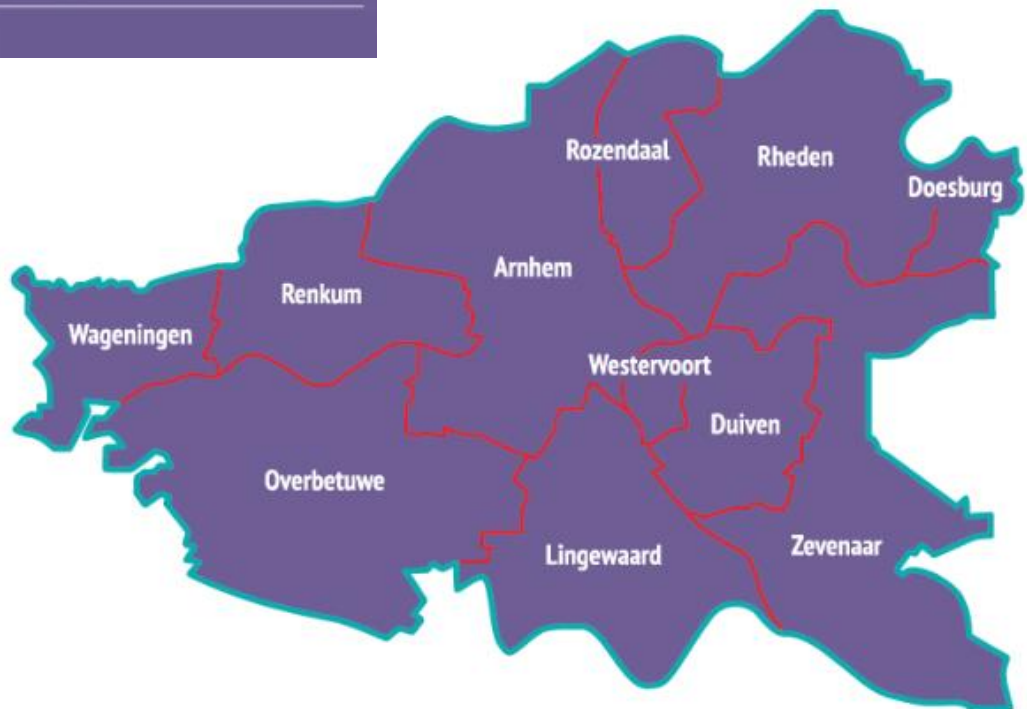 Rozendaal
Rheden
Doesburg
Arnhem
Renkum
Wageningen
Westervoort
Duiven
Overbetuwe
Zevenaar
Lingewaard